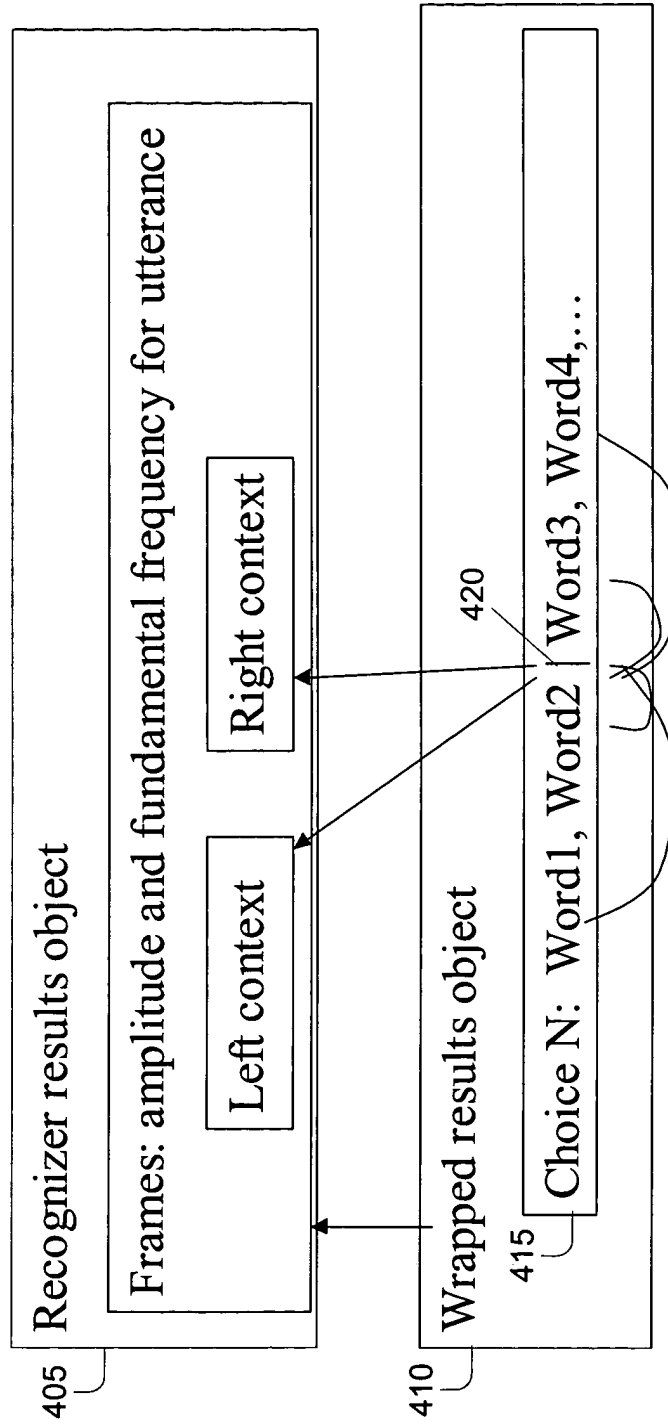 405
Recognizer results object
Frames: amplitude and fundamental frequency for utterance
Left context
Right context
410
Wrapped results object
420
415
Choice N: Word1, Word2 | Word3, Word4,...